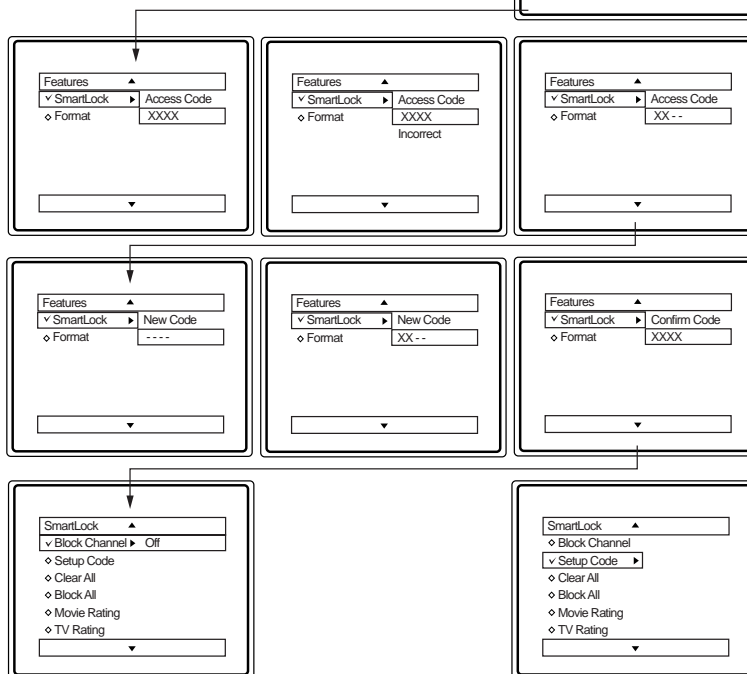 Features
SmartLock Access Code
Format XXXX
Features
SmartLock Access Code
Format XXXX
Incorrect
Features
SmartLock Access Code
Format XX--
Features
SmartLock New Code
Format ----
Features
SmartLock New Code
Format XX--
Features
SmartLock Confirm Code
Format XXXX
SmartLock
Block Channel Off
Setup Code
Clear All
Block All
Movie Rating
TV Rating
SmartLock
Block Channel
Setup Code
Clear All
Block All
Movie Rating
TV Rating